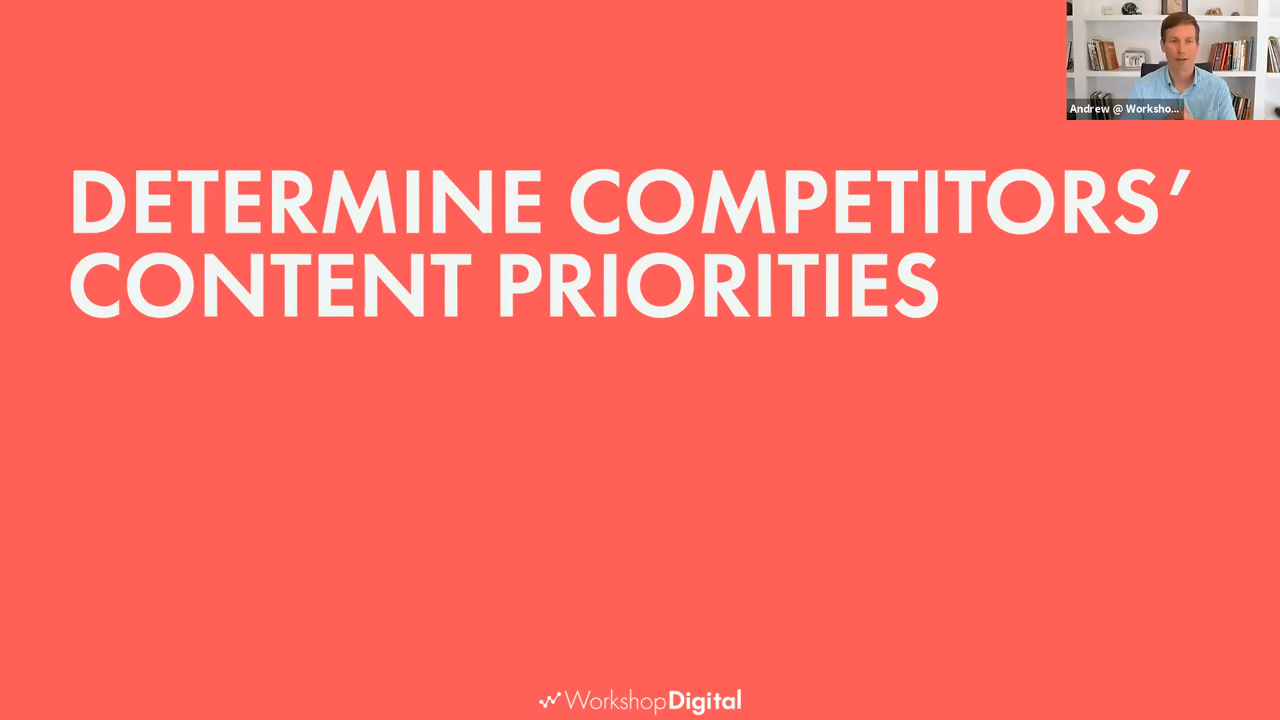 Andrew @ Worksho...
DETERMINE COMPETITORS’
CONTENT PRIORITIES
WorkshopDigital